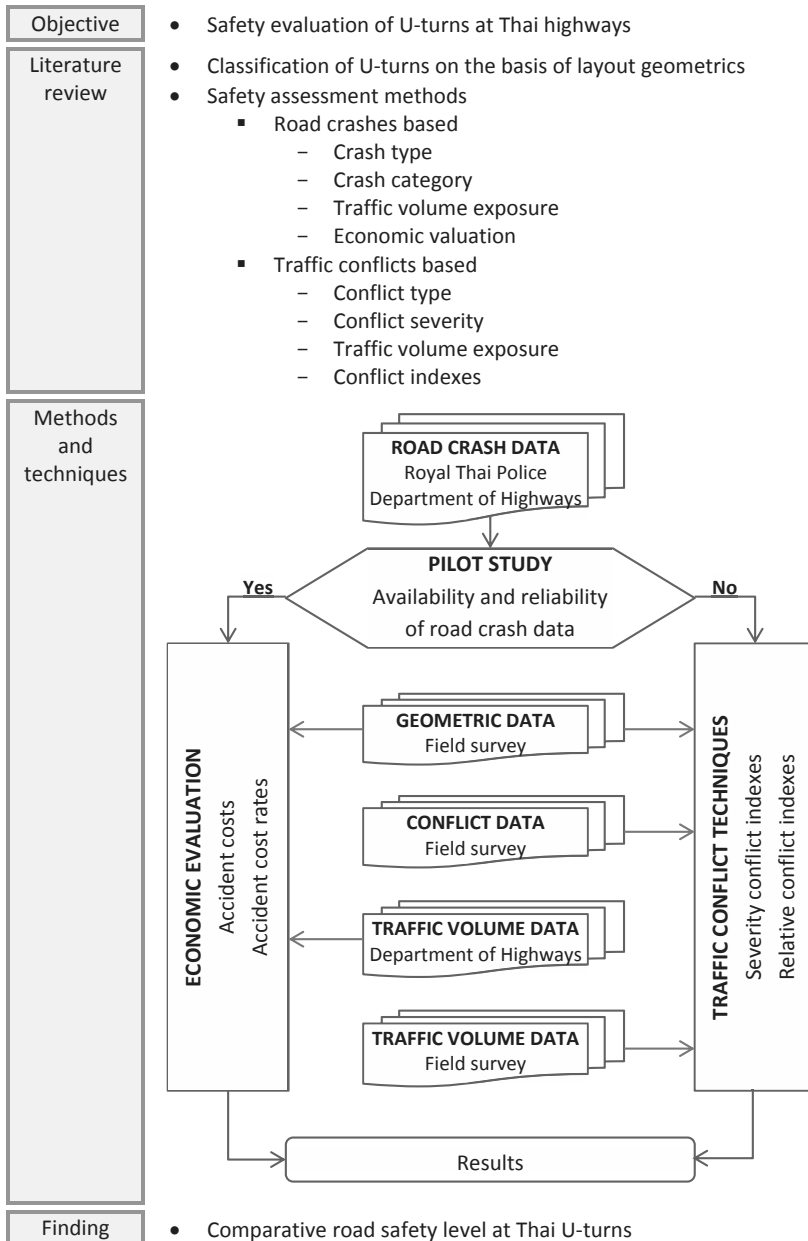 Objective
• Safety evaluation of U-turns at Thai highways
Literature
review
• Classification of U-turns on the basis of layout geometrics
• Safety assessment methods
▪ Road crashes based
– Crash type
– Crash category
– Traffic volume exposure
– Economic valuation
▪ Traffic conflicts based
– Conflict type
– Conflict severity
– Traffic volume exposure
– Conflict indexes
Methods
and
techniques
ROAD CRASH DATA
Royal Thai Police
Department of Highways
PILOT STUDY
Availability and reliability
of road crash data
Yes
No
ECONOMIC EVALUATION
Accident costs
Accident cost rates
GEOMETRIC DATA
Field survey
CONFLICT DATA
Field survey
TRAFFIC VOLUME DATA
Department of Highways
TRAFFIC VOLUME DATA
Field survey
TRAFFIC CONFLICT TECHNIQUES
Severity conflict indexes
Relative conflict indexes
Results
Finding
• Comparative road safety level at Thai U-turns